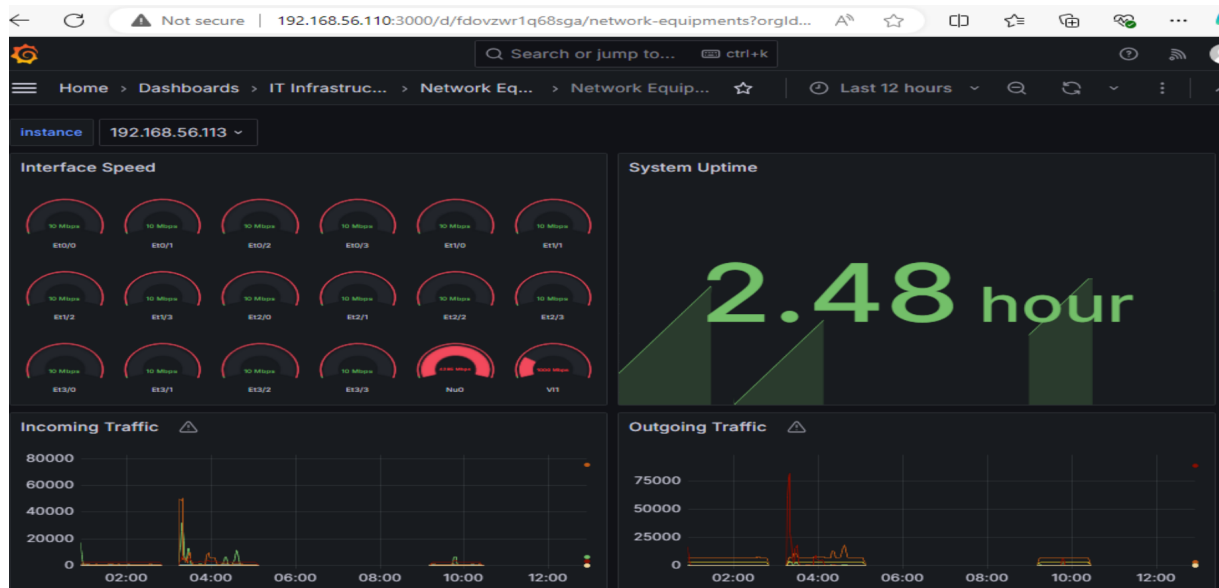 Not secure 192.168.56.110:3000/d/fdovzwr1q68sga/network-equipments?orgId...
Search or jump to... ctrl+k
Home > Dashboards > IT Infrastruc... > Network Eq... > Network Equip... Last 12 hours
instance 192.168.56.113
Interface Speed
10 Mbps 10 Mbps 10 Mbps 10 Mbps 10 Mbps 10 Mbps
Et0/0 Et0/1 Et0/2 Et0/3 Et1/0 Et1/1
10 Mbps 10 Mbps 10 Mbps 10 Mbps 10 Mbps 10 Mbps
Et1/2 Et1/3 Et2/0 Et2/1 Et2/2 Et2/3
10 Mbps 10 Mbps 10 Mbps 10 Mbps 1000 Mbps
Et3/0 Et3/1 Et3/2 Et3/3 Nu0 Vl1
System Uptime
2.48 hour
Incoming Traffic
80000
60000
40000
20000
0
02:00 04:00 06:00 08:00 10:00 12:00
Outgoing Traffic
75000
50000
25000
0
02:00 04:00 06:00 08:00 10:00 12:00